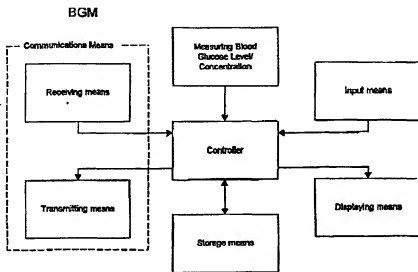 BGM
Communications Means
Measuring Blood
Glucose Level/
Concentration
Receiving means
Input means
Controller
Transmitting means
Displaying means
Storage means